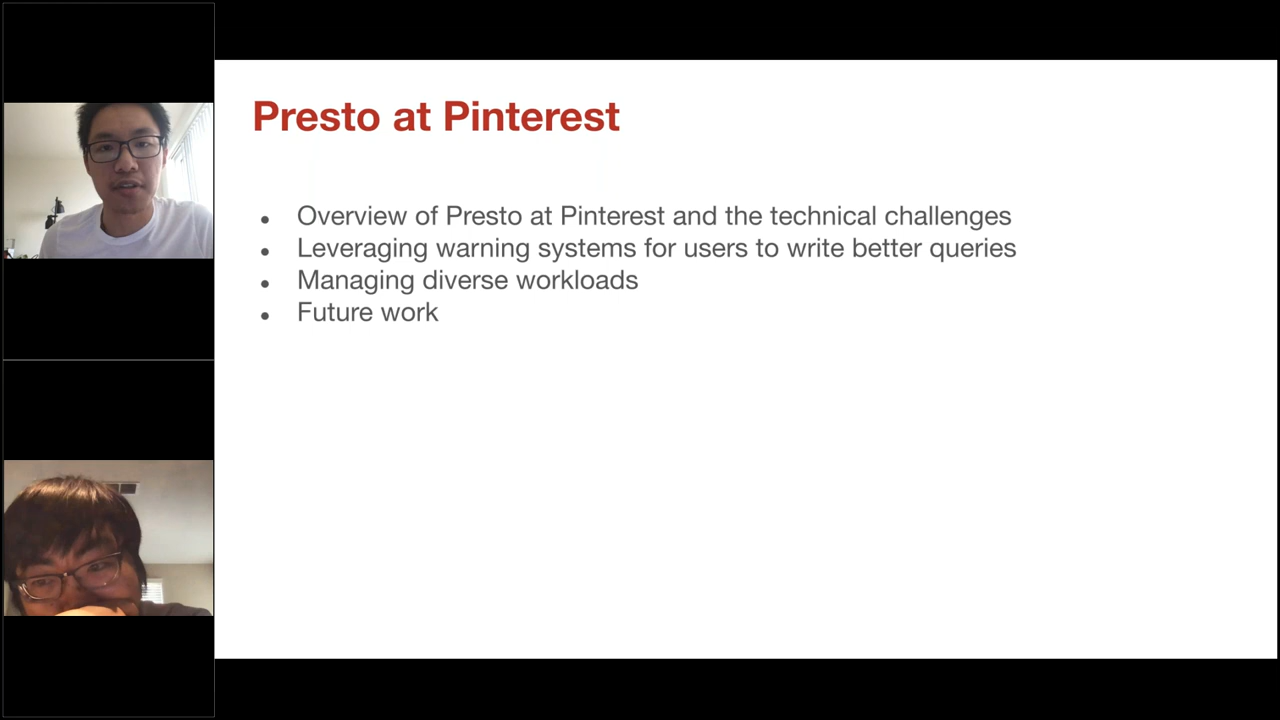 Presto at Pinterest
● Overview of Presto at Pinterest and the technical challenges
● Leveraging warning systems for users to write better queries
● Managing diverse workloads
● Future work